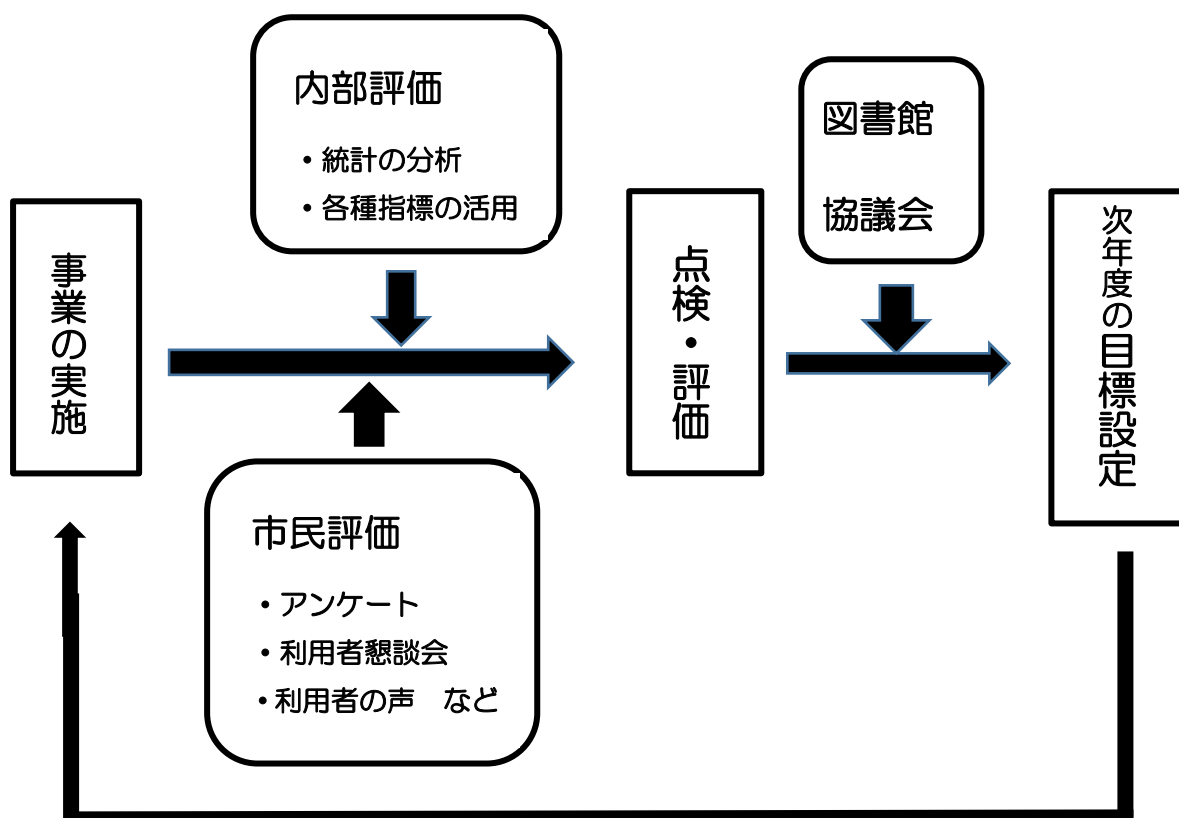 事業の実施
内部評価
・統計の分析
・各種指標の活用
市民評価
・アンケート
・利用者懇談会
・利用者の声　など
点検・評価
図書館
協議会
次年度の目標設定